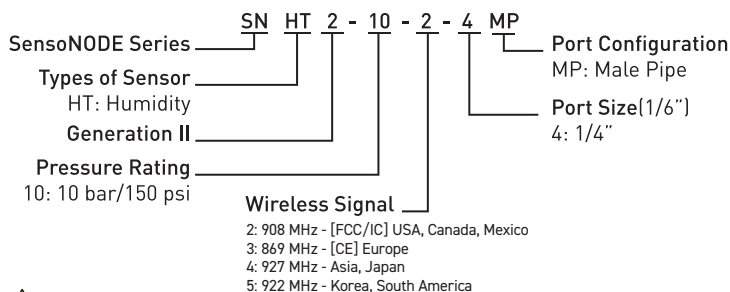 SN HT 2 - 10 - 2 - 4 MP
SensoNODE Series
Types of Sensor
HT: Humidity
Generation II
Pressure Rating
10: 10 bar/150 psi
Wireless Signal
2: 908 MHz - [FCC/IC] USA, Canada, Mexico
3: 869 MHz - [CE] Europe
4: 927 MHz - Asia, Japan
5: 922 MHz - Korea, South America
Port Configuration
MP: Male Pipe
Port Size(1/6”)
4: 1/4”